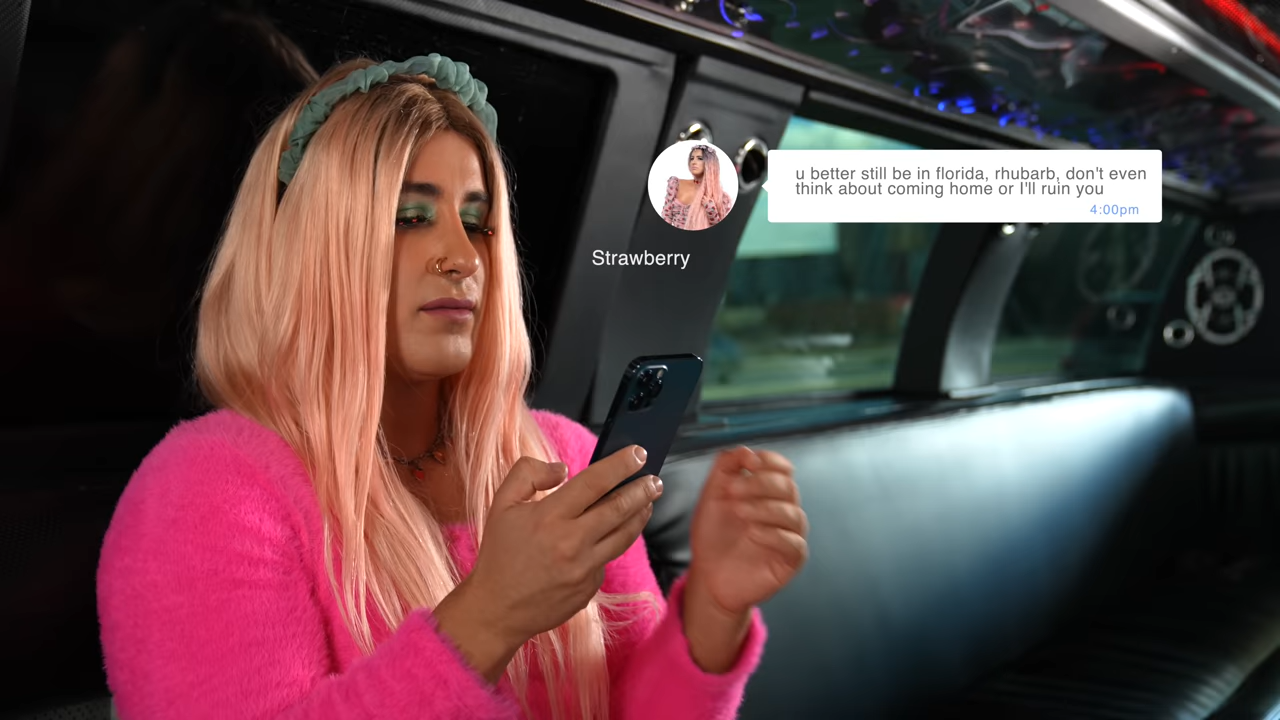 u better still be in florida, rhubarb, don't even
think about coming home or I'll ruin you
4:00pm
Strawberry